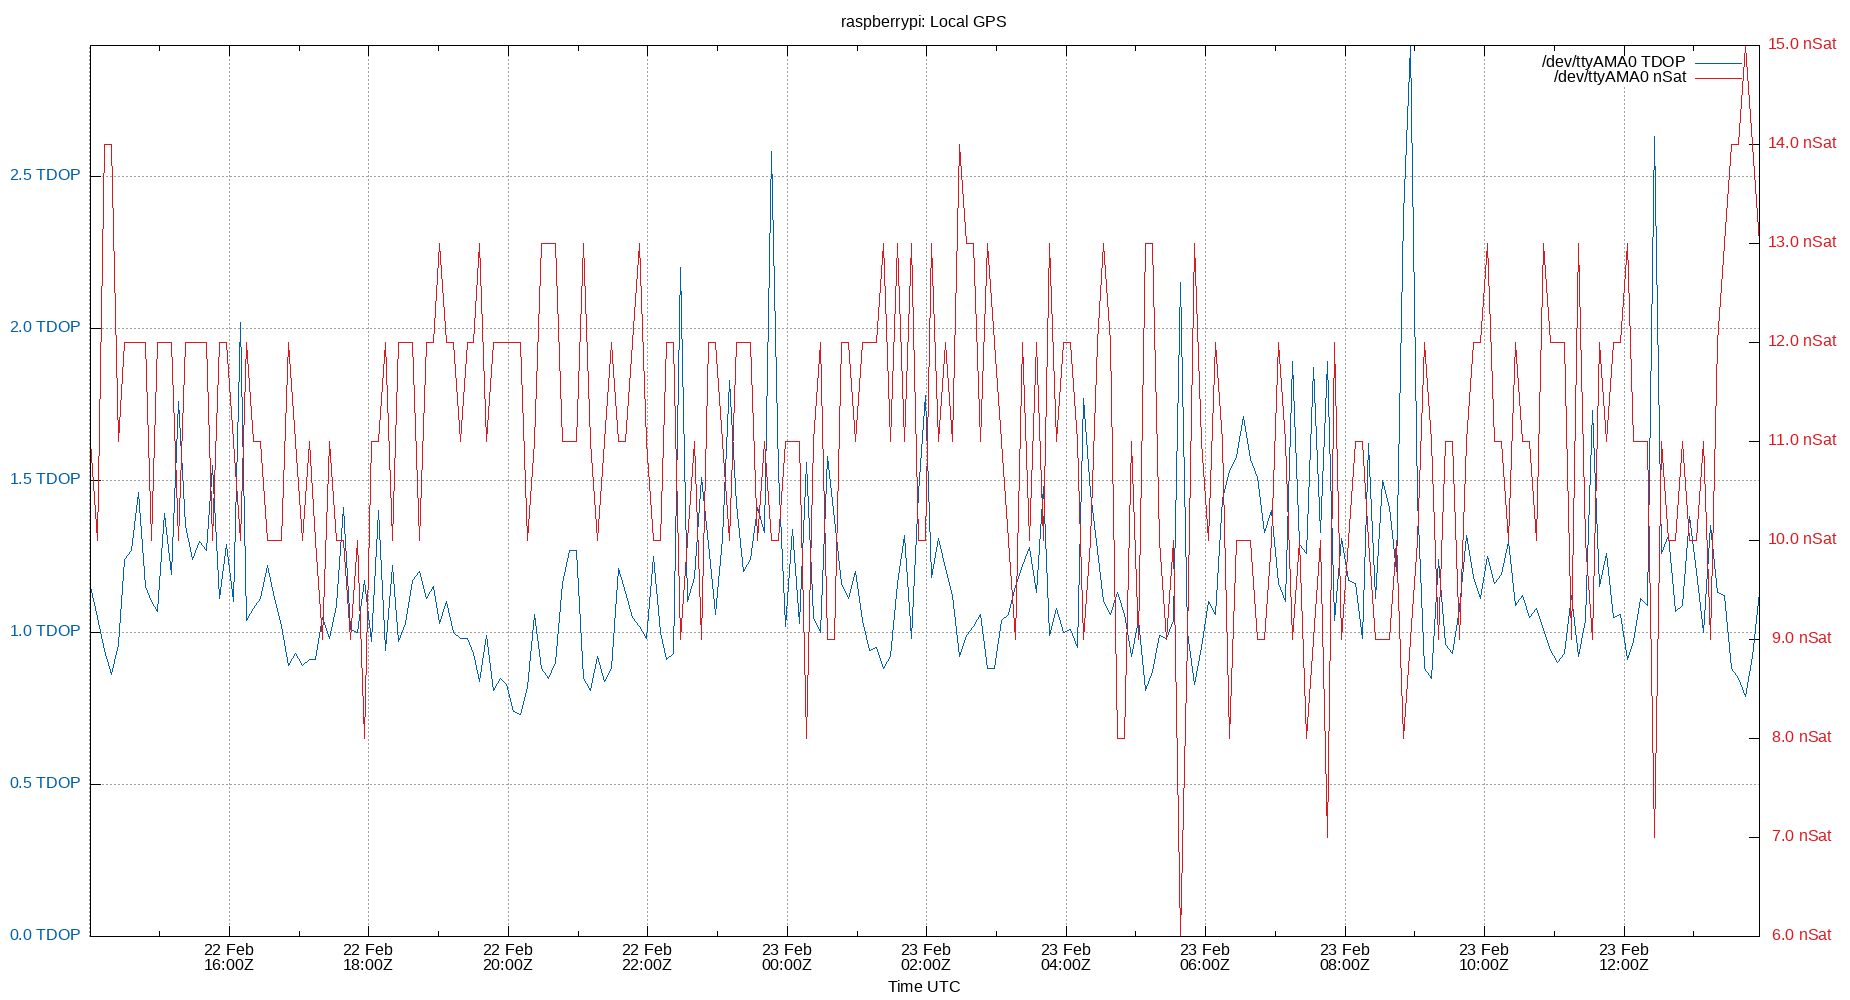 raspberrypi: Local GPS
/dev/ttyAMA0 TDOP
/dev/ttyAMA0 nSat
2.5 TDOP
2.0 TDOP
1.5 TDOP
1.0 TDOP
0.5 TDOP
0.0 TDOP
15.0 nSat
14.0 nSat
13.0 nSat
12.0 nSat
11.0 nSat
10.0 nSat
9.0 nSat
8.0 nSat
7.0 nSat
6.0 nSat
22 Feb
16:00Z
22 Feb
18:00Z
22 Feb
20:00Z
22 Feb
22:00Z
23 Feb
00:00Z
23 Feb
02:00Z
23 Feb
04:00Z
23 Feb
06:00Z
23 Feb
08:00Z
23 Feb
10:00Z
23 Feb
12:00Z
Time UTC